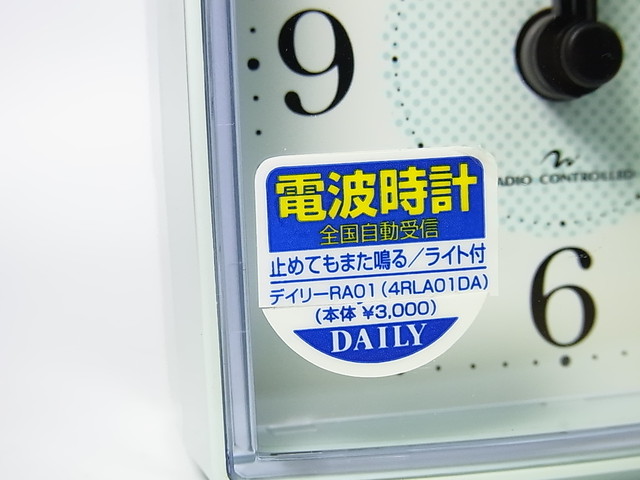 9
RADIO CONTROLLED
電波時計
全国自動受信
止めてもまた鳴る／ライト付
デイリーRA01（4RLA01DA）
（本体 ¥3,000）
DAILY
6